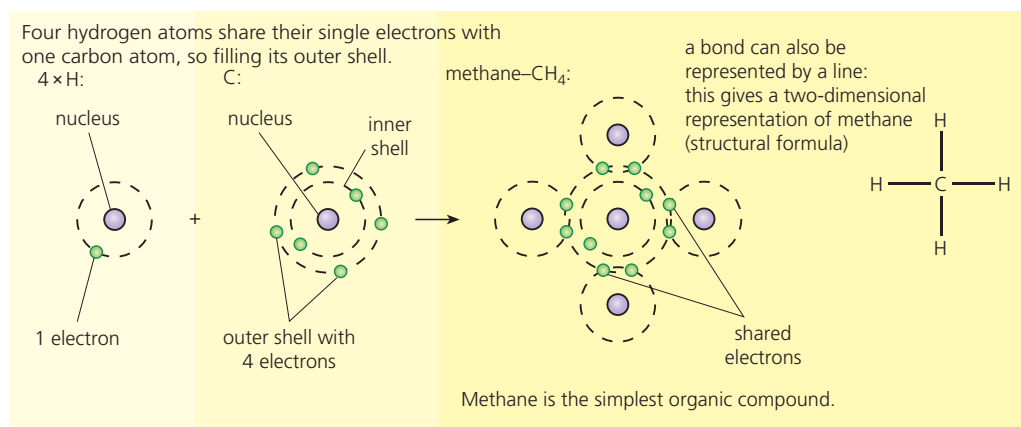 Four hydrogen atoms share their single electrons with
one carbon atom, so filling its outer shell.
4 × H:
C:
methane–CH₄:
nucleus
nucleus
inner
shell
+
1 electron
outer shell with
4 electrons
shared
electrons
a bond can also be
represented by a line:
this gives a two-dimensional
representation of methane
(structural formula)
H
H C H
H
Methane is the simplest organic compound.